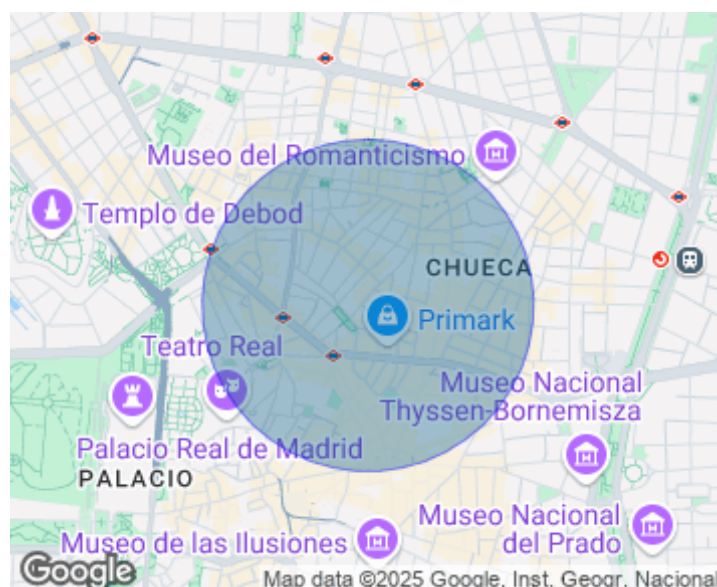 Museo del Romanticismo
Templo de Debod
CHUECA
Primark
Teatro Real
Museo Nacional
Thyssen-Bornemisza
Palacio Real de Madrid
PALACIO
Museo Nacional
del Prado
Museo de las Ilusiones
Google
Map data ©2025 Google, Inst. Geogr. Nacional